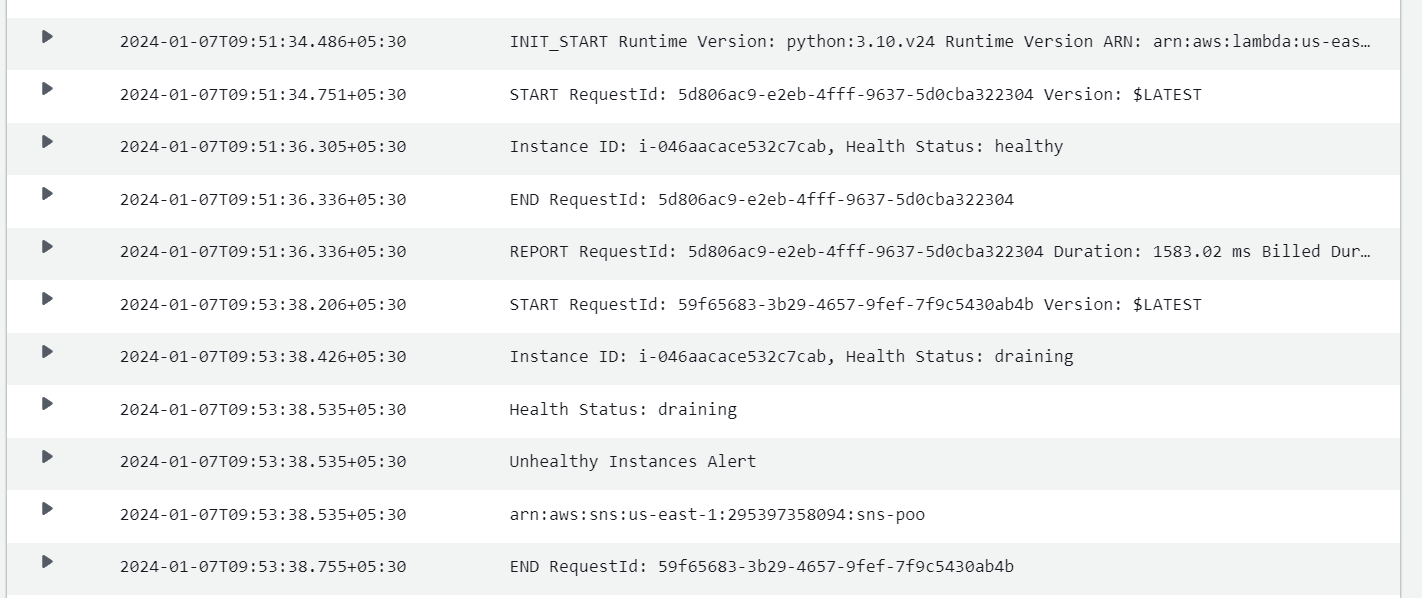 2024-01-07T09:51:34.486+05:30 INIT_START Runtime Version: python:3.10.v24 Runtime Version ARN: arn:aws:lambda:us-eas…
2024-01-07T09:51:34.751+05:30 START RequestId: 5d806ac9-e2eb-4fff-9637-5d0cba322304 Version: $LATEST
2024-01-07T09:51:36.305+05:30 Instance ID: i-046aacace532c7cab, Health Status: healthy
2024-01-07T09:51:36.336+05:30 END RequestId: 5d806ac9-e2eb-4fff-9637-5d0cba322304
2024-01-07T09:51:36.336+05:30 REPORT RequestId: 5d806ac9-e2eb-4fff-9637-5d0cba322304 Duration: 1583.02 ms Billed Dur…
2024-01-07T09:53:38.206+05:30 START RequestId: 59f65683-3b29-4657-9fef-7f9c5430ab4b Version: $LATEST
2024-01-07T09:53:38.426+05:30 Instance ID: i-046aacace532c7cab, Health Status: draining
2024-01-07T09:53:38.535+05:30 Health Status: draining
2024-01-07T09:53:38.535+05:30 Unhealthy Instances Alert
2024-01-07T09:53:38.535+05:30 arn:aws:sns:us-east-1:295397358094:sns-poo
2024-01-07T09:53:38.755+05:30 END RequestId: 59f65683-3b29-4657-9fef-7f9c5430ab4b